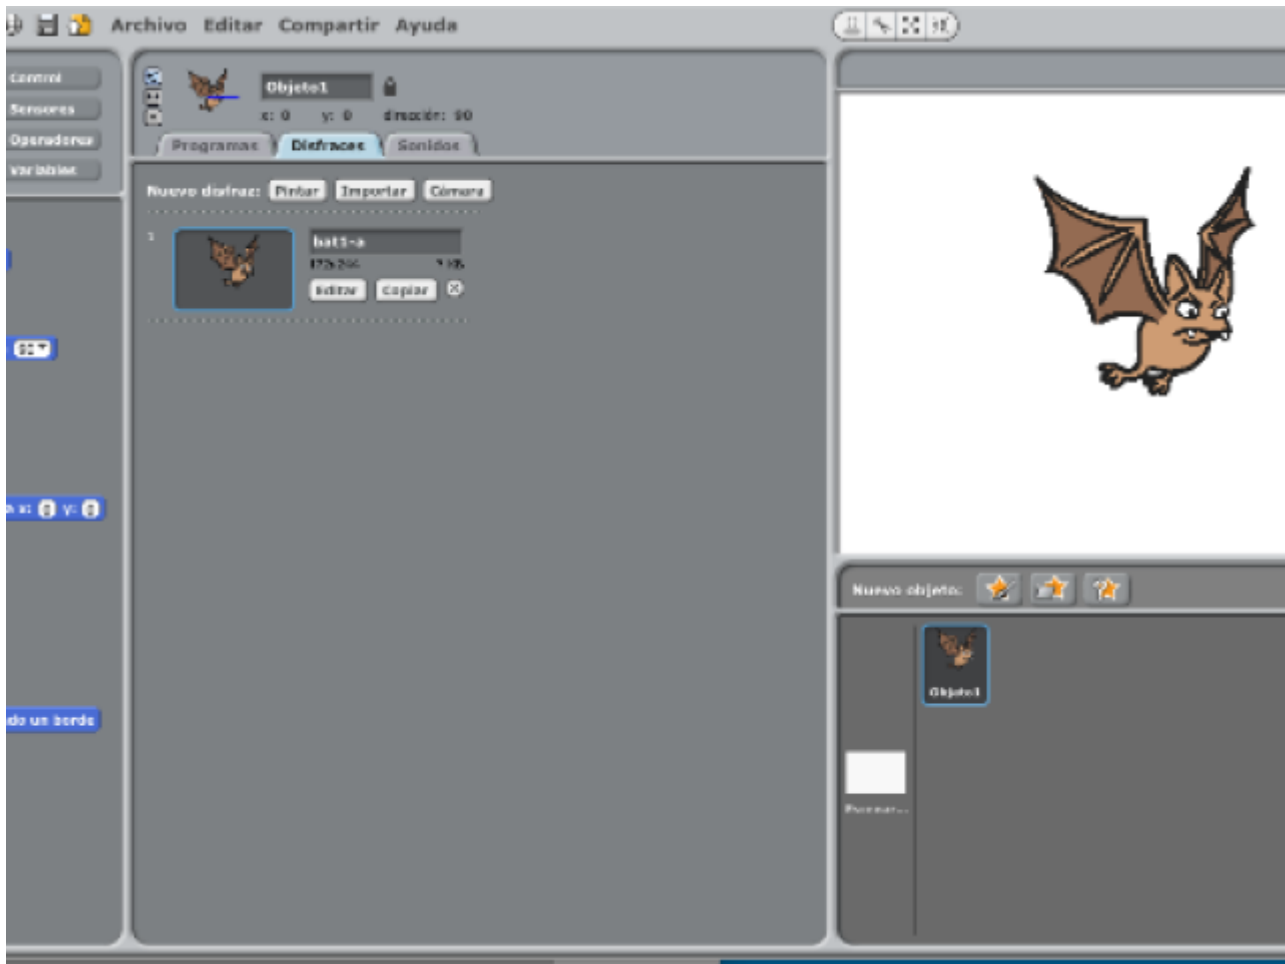 Archivo Editar Compartir Ayuda
Control
Sensores
Operadores
Variables
Objeto1
x: 0 y: 0 dirección: 90
Programas Disfraces Sonidos
Nuevo disfraz: Pintar Importar Cámara
1
bat1-a
Editar Copiar
a x: 0 y: 0
do un borde
Nuevo objeto:
Objeto1
Escenar...